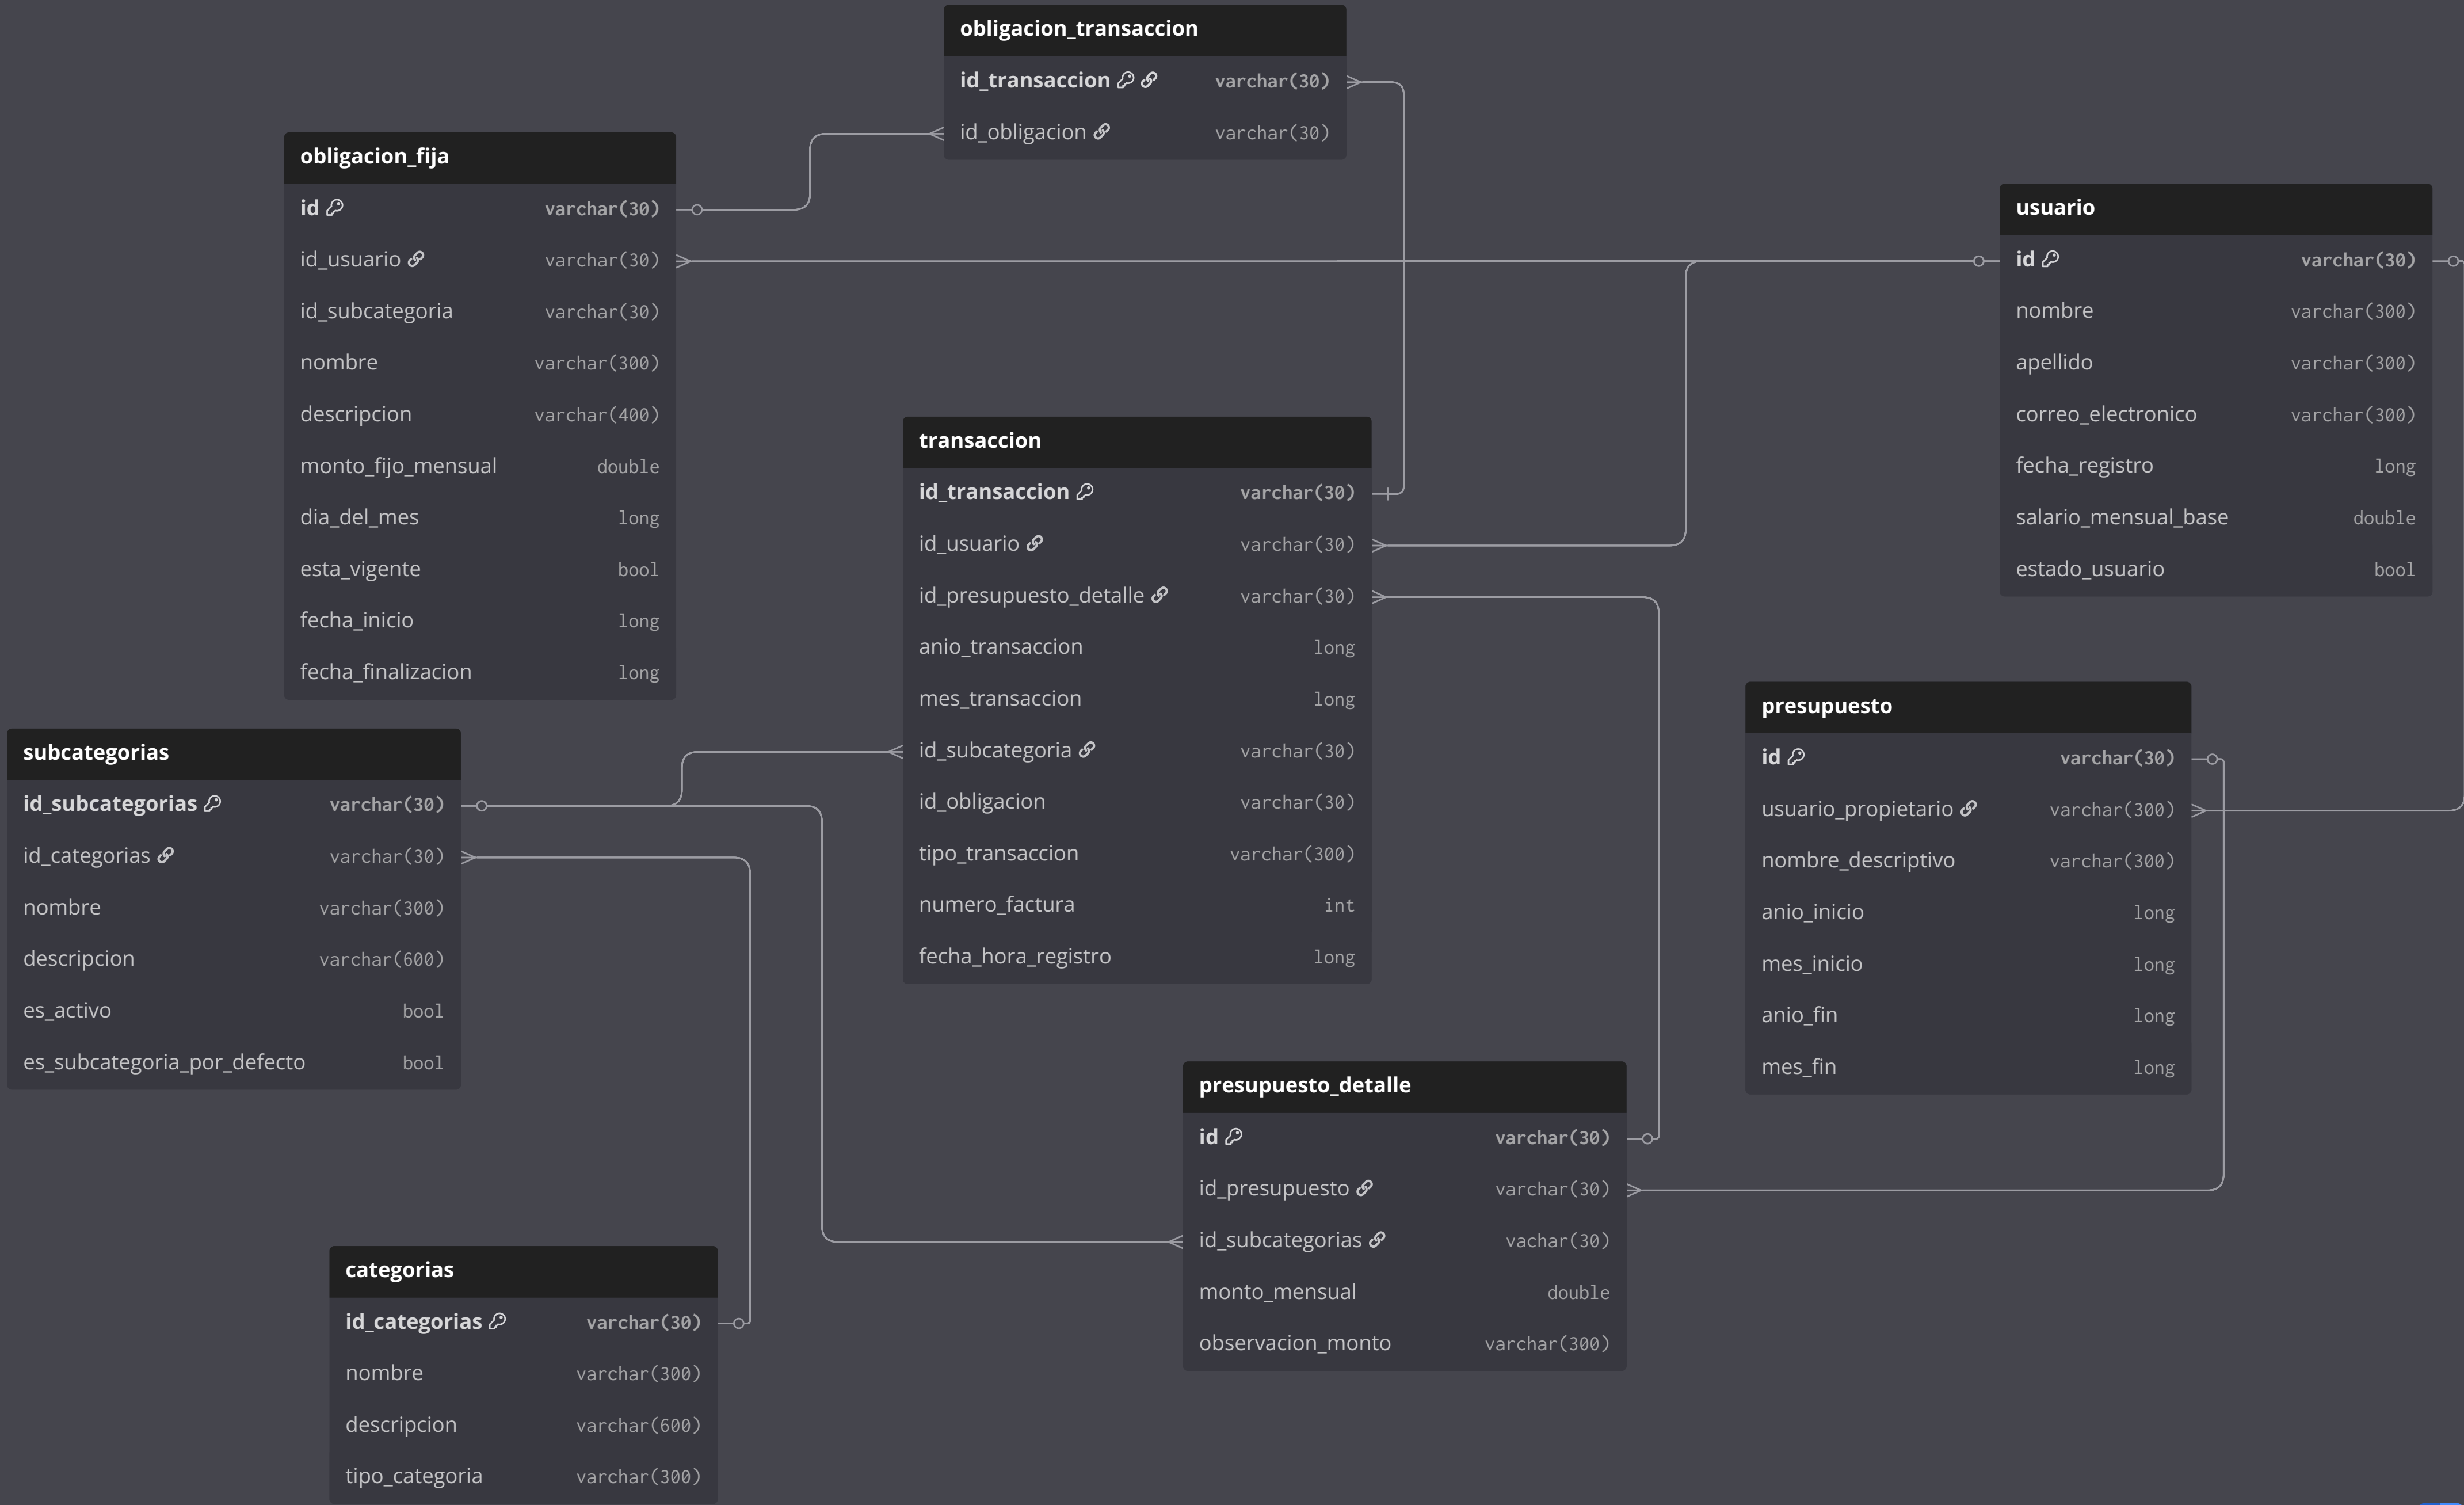 obligacion_transaccion
id_transaccion varchar(30)
id_obligacion varchar(30)
obligacion_fija
id varchar(30)
id_usuario varchar(30)
id_subcategoria varchar(30)
nombre varchar(300)
descripcion varchar(400)
monto_fijo_mensual double
dia_del_mes long
esta_vigente bool
fecha_inicio long
fecha_finalizacion long
usuario
id varchar(30)
nombre varchar(300)
apellido varchar(300)
correo_electronico varchar(300)
fecha_registro long
salario_mensual_base double
estado_usuario bool
transaccion
id_transaccion varchar(30)
id_usuario varchar(30)
id_presupuesto_detalle varchar(30)
anio_transaccion long
mes_transaccion long
id_subcategoria varchar(30)
id_obligacion varchar(30)
tipo_transaccion varchar(300)
numero_factura int
fecha_hora_registro long
subcategorias
id_subcategorias varchar(30)
id_categorias varchar(30)
nombre varchar(300)
descripcion varchar(600)
es_activo bool
es_subcategoria_por_defecto bool
presupuesto
id varchar(30)
usuario_propietario varchar(300)
nombre_descriptivo varchar(300)
anio_inicio long
mes_inicio long
anio_fin long
mes_fin long
presupuesto_detalle
id varchar(30)
id_presupuesto varchar(30)
id_subcategorias vachar(30)
monto_mensual double
observacion_monto varchar(300)
categorias
id_categorias varchar(30)
nombre varchar(300)
descripcion varchar(600)
tipo_categoria varchar(300)